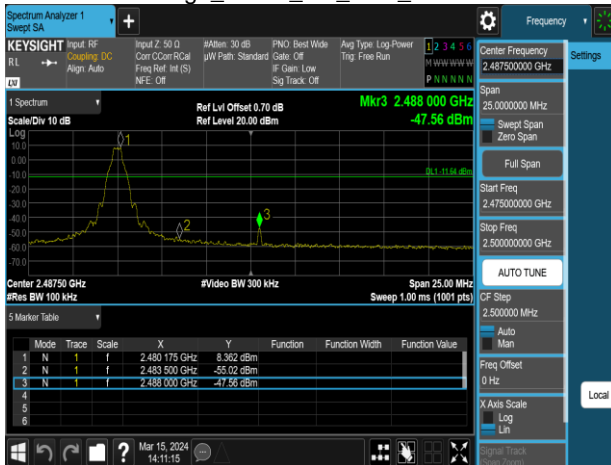 Spectrum Analyzer 1
Swept SA
+
Frequency
KEYSIGHT
RL
LXI
Input: RF
Coupling: DC
Align: Auto
Input Z: 50 Ω
Corr CCorr RCal
Freq Ref: Int (S)
NFE: Off
#Atten: 30 dB
µW Path: Standard
PNO: Best Wide
Gate: Off
IF Gain: Low
Sig Track: Off
Avg Type: Log-Power
Trig: Free Run
1 2 3 4 5 6
M W W W W W
P N N N N N
Center Frequency
2.487500000 GHz
Settings
Span
25.0000000 MHz
Swept Span
Zero Span
Full Span
Start Freq
2.475000000 GHz
Stop Freq
2.500000000 GHz
AUTO TUNE
CF Step
2.500000 MHz
Auto
Man
Freq Offset
0 Hz
X Axis Scale
Log
Lin
Signal Track
(Span Zoom)
Local
1 Spectrum
Scale/Div 10 dB
Ref Lvl Offset 0.70 dB
Ref Level 20.00 dBm
Mkr3 2.488 000 GHz
-47.56 dBm
Log
10.0
0.00
-10.0
-20.0
-30.0
-40.0
-50.0
-60.0
-70.0
1
2
3
DL1 -11.64 dBm
Center 2.48750 GHz
#Video BW 300 kHz
Span 25.00 MHz
#Res BW 100 kHz
Sweep 1.00 ms (1001 pts)
5 Marker Table
Mode Trace Scale X Y Function Function Width Function Value
1 N 1 f 2.480 175 GHz 8.362 dBm
2 N 1 f 2.483 500 GHz -55.02 dBm
3 N 1 f 2.488 000 GHz -47.56 dBm
4
5
6
?
Mar 15, 2024
14:11:15